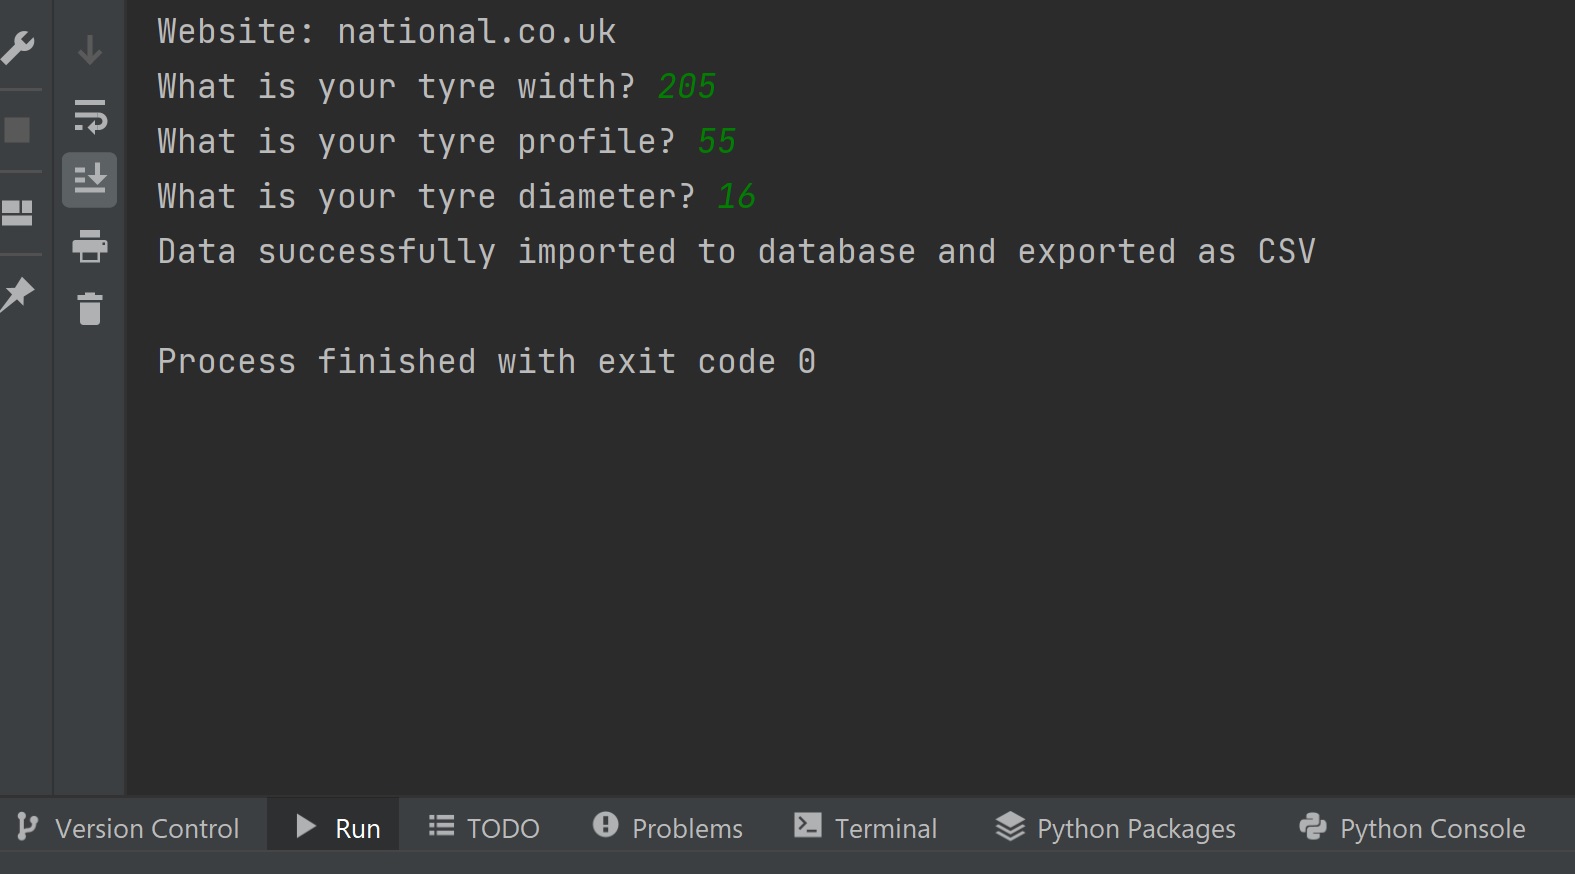 Website: national.co.uk
What is your tyre width? 205
What is your tyre profile? 55
What is your tyre diameter? 16
Data successfully imported to database and exported as CSV
Process finished with exit code 0
Version Control Run TODO Problems Terminal Python Packages Python Console